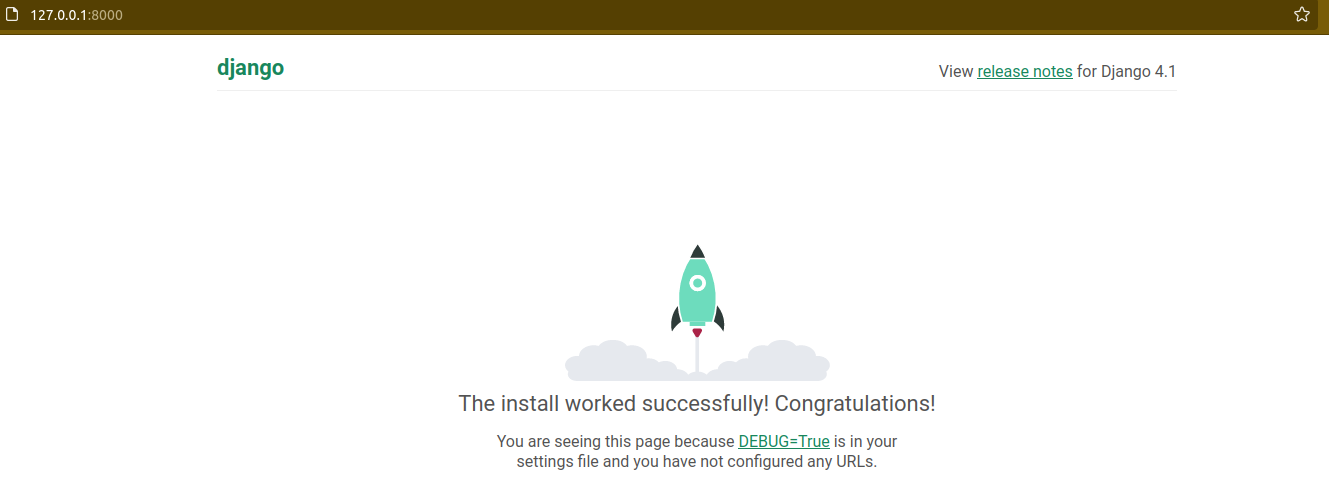 127.0.0.1:8000
django
View release notes for Django 4.1
The install worked successfully! Congratulations!
You are seeing this page because DEBUG=True is in your
settings file and you have not configured any URLs.